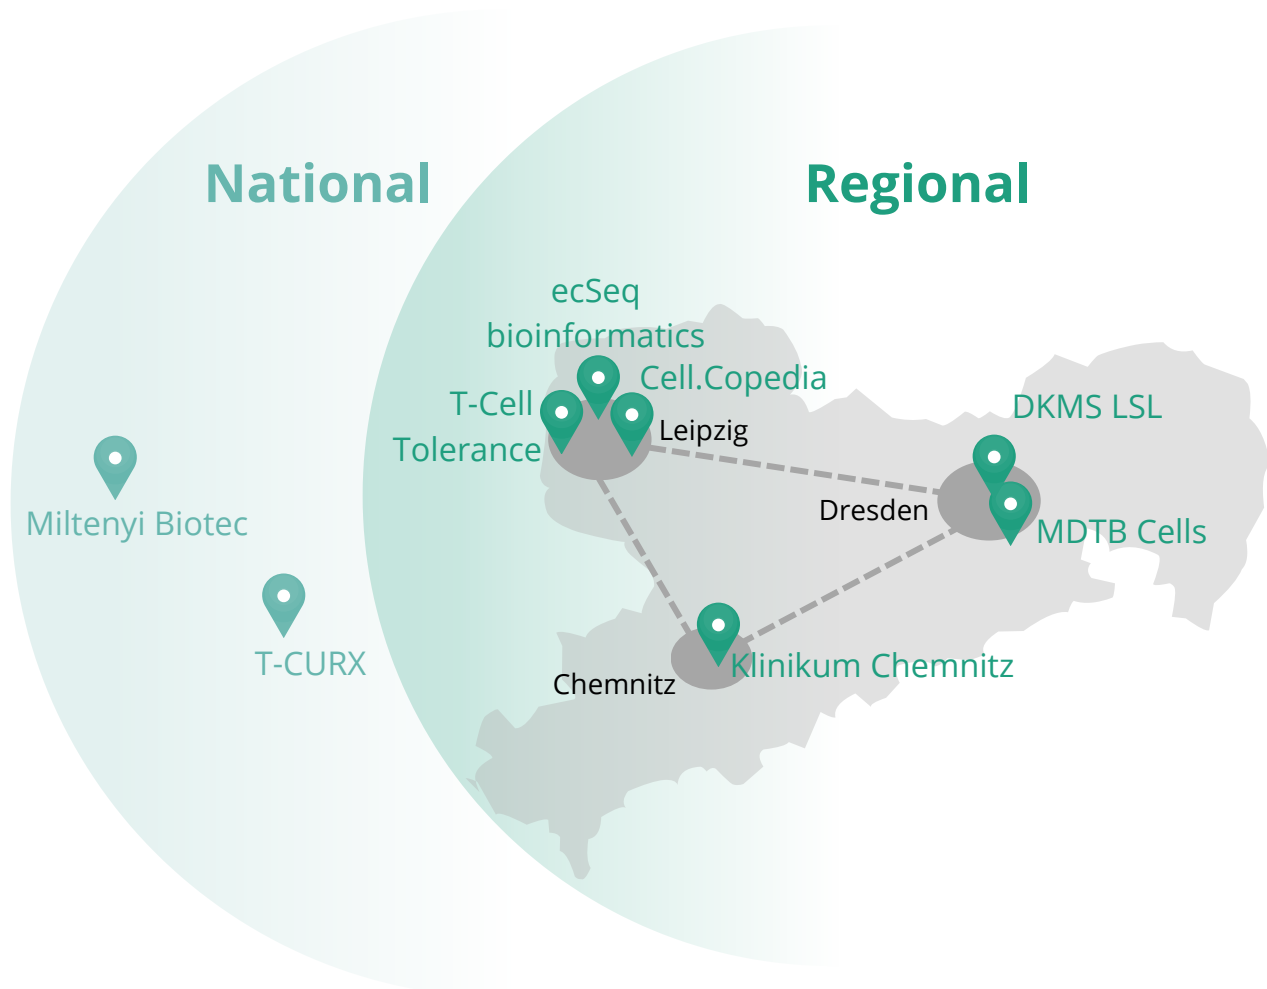 National
Regional
ecSeq
bioinformatics
Cell.Copedia
T-Cell
Tolerance
Leipzig
DKMS LSL
Dresden
MDTB Cells
Miltenyi Biotec
T-CURX
Klinikum Chemnitz
Chemnitz